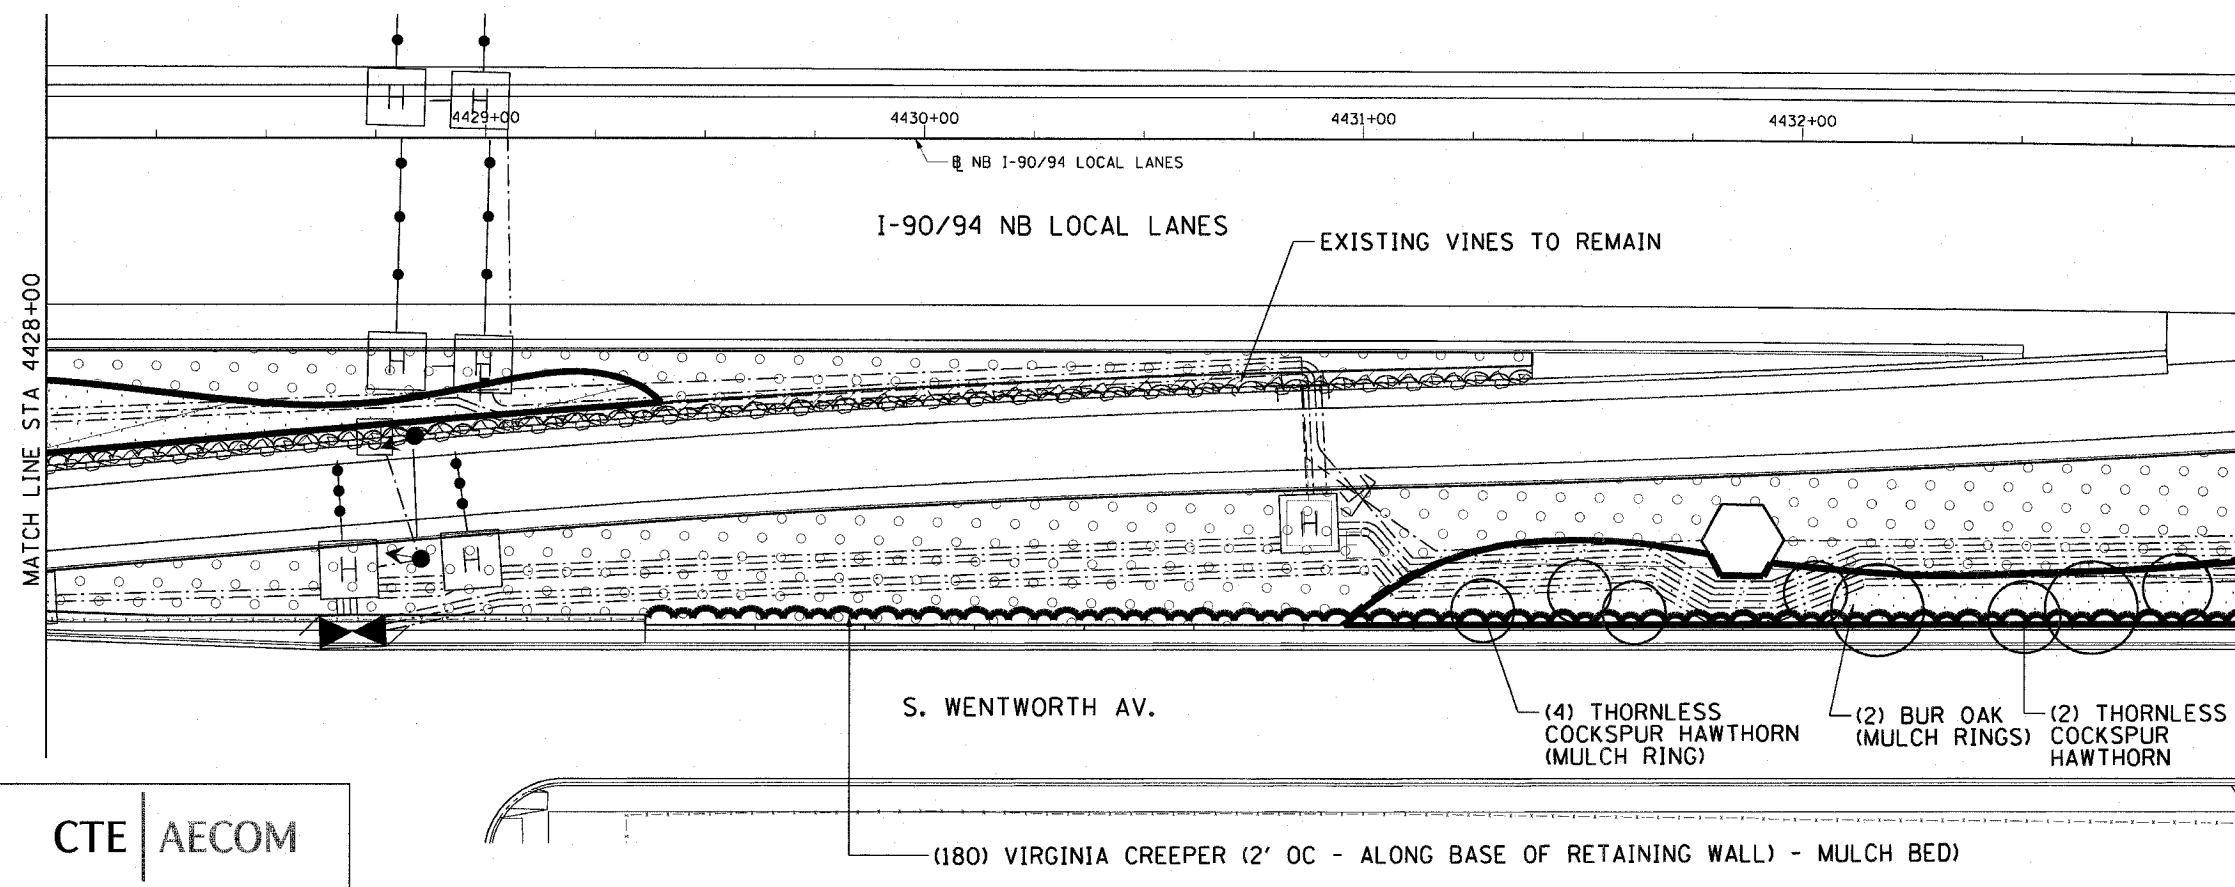 H H
4429+00
4430+00
4431+00
4432+00
℄ NB I-90/94 LOCAL LANES
I-90/94 NB LOCAL LANES
EXISTING VINES TO REMAIN
MATCH LINE STA 4428+00
H H
H
H H
S. WENTWORTH AV.
(4) THORNLESS
COCKSPUR HAWTHORN
(MULCH RING)
(2) BUR OAK
(MULCH RINGS)
(2) THORNLESS
COCKSPUR
HAWTHORN
CTE | AECOM
(180) VIRGINIA CREEPER (2' OC - ALONG BASE OF RETAINING WALL) - MULCH BED)